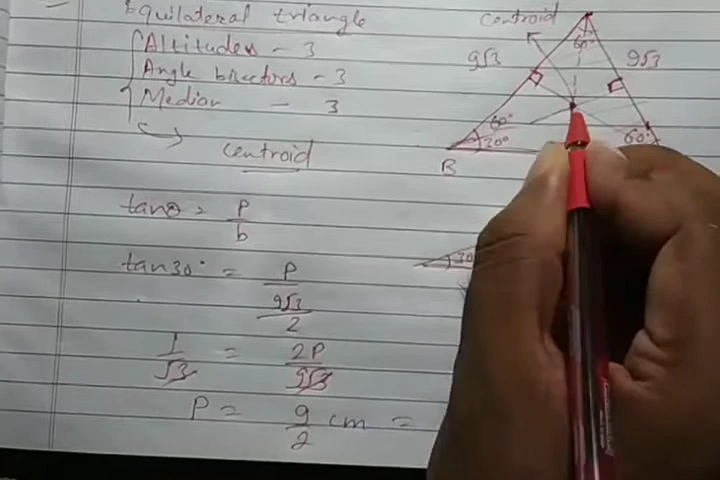 Equilateral triangle
Altitudes - 3
Angle bisectors - 3
Median - 3
centroid
tanθ = P/b
tan30° = P/(9√3/2)
1/√3 = 2P/9√3
P = 9/2 cm =
Centroid
60°
9√3
9√3
60°
30°
60°
B
30